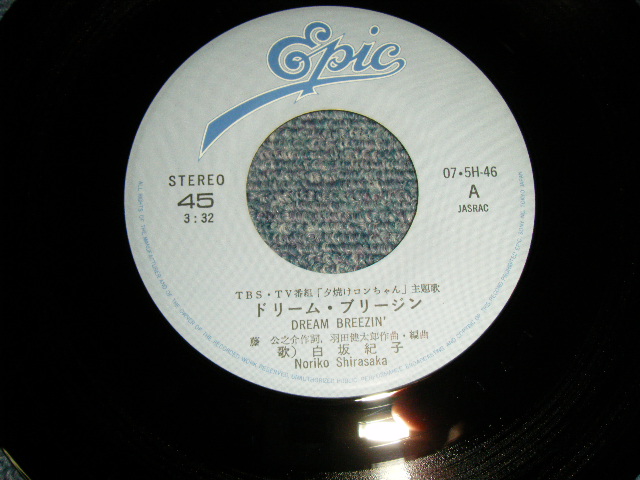 Epic
STEREO
45
3:32
07・5H-46
A
JASRAC
TBS・TV番組「夕焼けコンちゃん」主題歌
ドリーム・ブリージン
DREAM BREEZIN'
藤 公之介作詞, 羽田健太郎作曲・編曲
歌）白坂紀子
Noriko Shirasaka